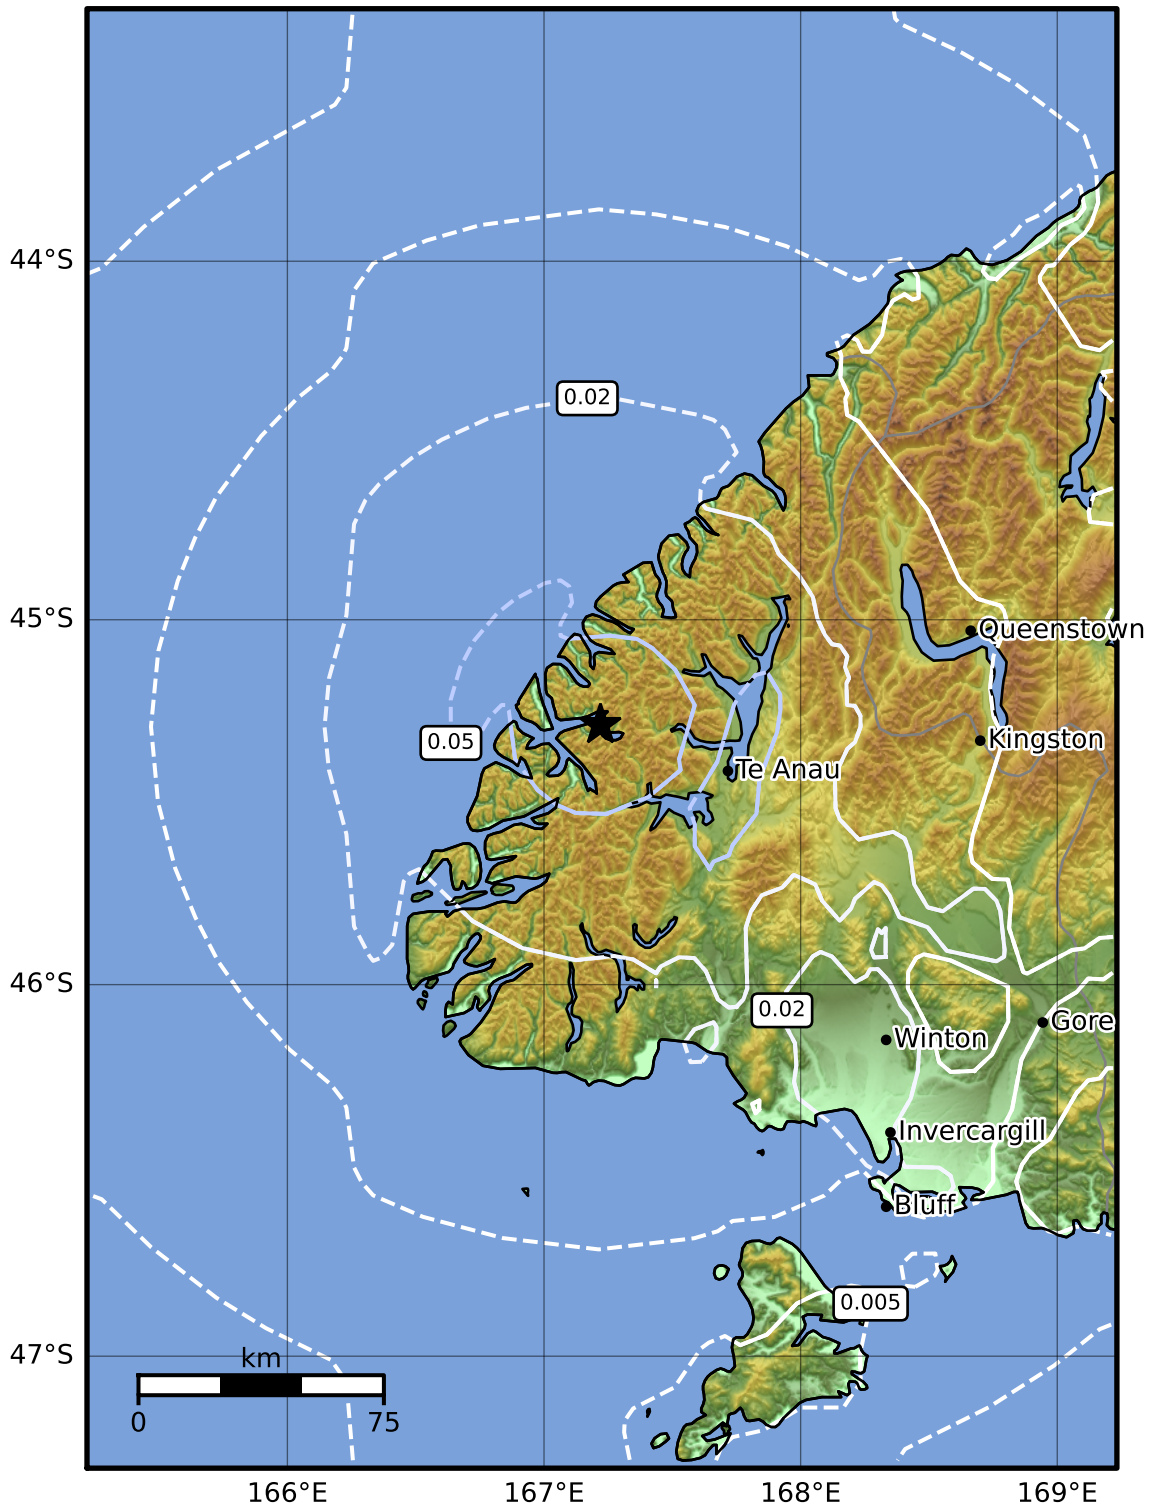 44°S
0.02
45°S
Queenstown
0.05
Kingston
Te Anau
46°S
0.02
Gore
Winton
Invercargill
Bluff
0.005
47°S
km
0
75
166°E
167°E
168°E
169°E